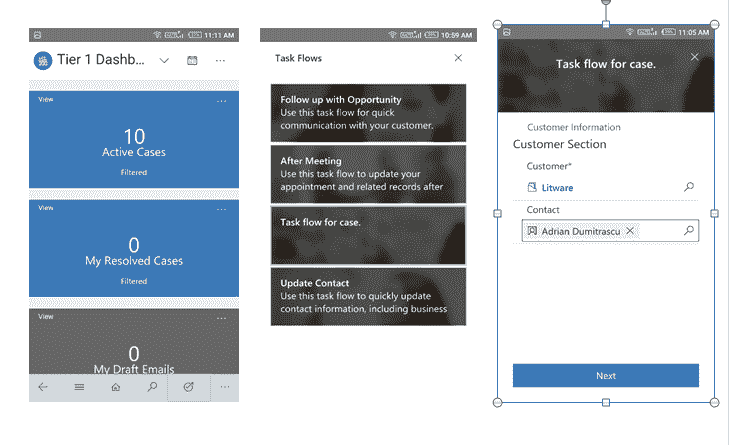 11:11 AM
Tier 1 Dashb...
View
10
Active Cases
Filtered
View
0
My Resolved Cases
Filtered
View
0
My Draft Emails
10:59 AM
Task Flows
Follow up with Opportunity
Use this task flow for quick
communication with your customer.
After Meeting
Use this task flow to update your
appointment and related records after
Task flow for case.
Update Contact
Use this task flow to quickly update
contact information, including business
11:05 AM
Task flow for case.
Customer Information
Customer Section
Customer*
Litware
Contact
Adrian Dumitrascu
Next